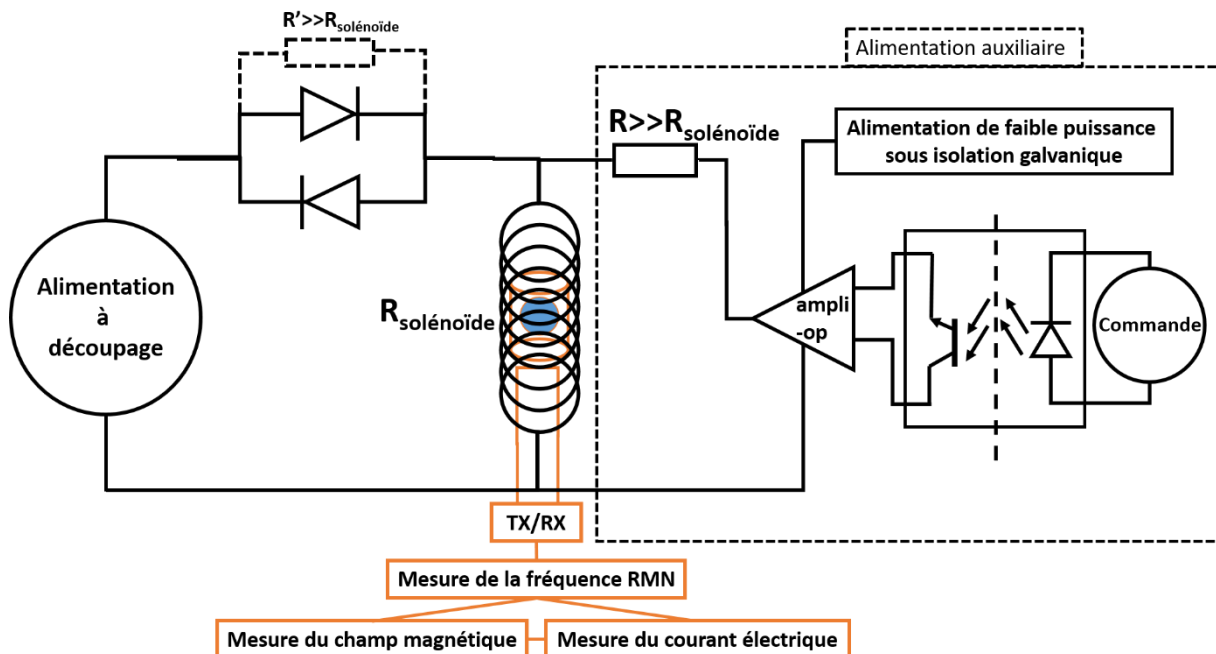 R'>>Rsolénoïde
Alimentation auxiliaire
R>>Rsolénoïde
Alimentation de faible puissance
sous isolation galvanique
Alimentation
à
découpage
Rsolénoïde
ampli
-op
Commande
TX/RX
Mesure de la fréquence RMN
Mesure du champ magnétique
Mesure du courant électrique